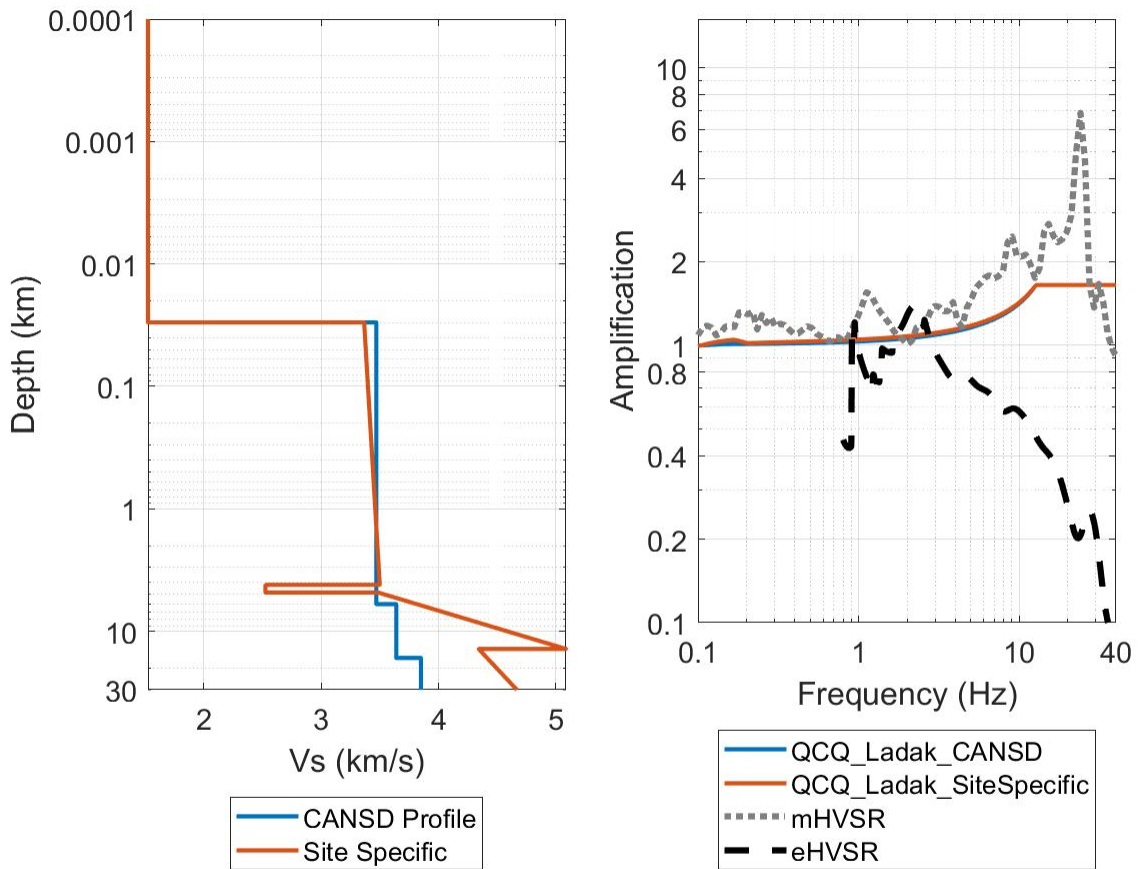 0.0001
0.001
0.01
0.1
1
10
30
Depth (km)
2 3 4 5
Vs (km/s)
CANSD Profile
Site Specific
10
8
6
4
2
1
0.8
0.6
0.4
0.2
0.1
Amplification
0.1 1 10 40
Frequency (Hz)
QCQ_Ladak_CANSD
QCQ_Ladak_SiteSpecific
mHVSR
eHVSR